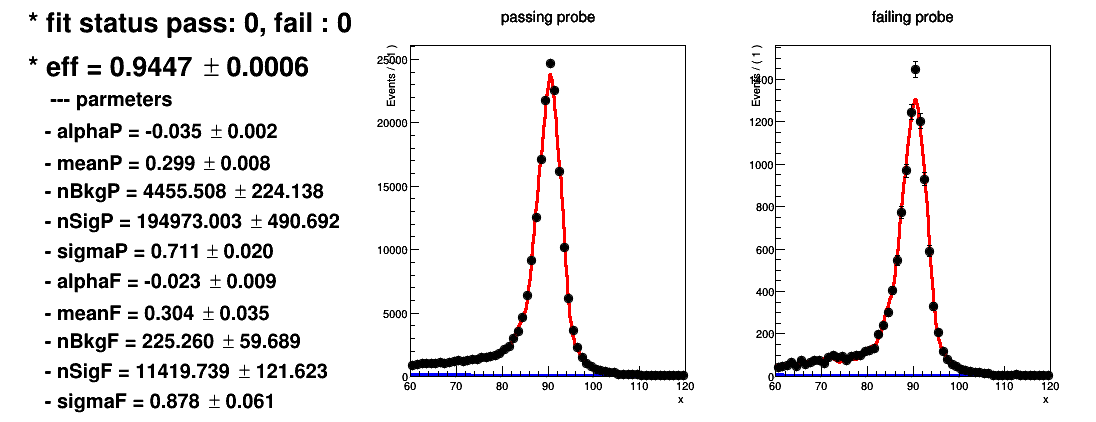 * fit status pass: 0, fail : 0
* eff = 0.9447 ± 0.0006
--- parmeters
- alphaP = -0.035 ± 0.002
- meanP = 0.299 ± 0.008
- nBkgP = 4455.508 ± 224.138
- nSigP = 194973.003 ± 490.692
- sigmaP = 0.711 ± 0.020
- alphaF = -0.023 ± 0.009
- meanF = 0.304 ± 0.035
- nBkgF = 225.260 ± 59.689
- nSigF = 11419.739 ± 121.623
- sigmaF = 0.878 ± 0.061
passing probe
Events / ( 1 )
25000
20000
15000
10000
5000
0
60 70 80 90 100 110 120
x
failing probe
Events / ( 1 )
1400
1200
1000
800
600
400
200
0
60 70 80 90 100 110 120
x